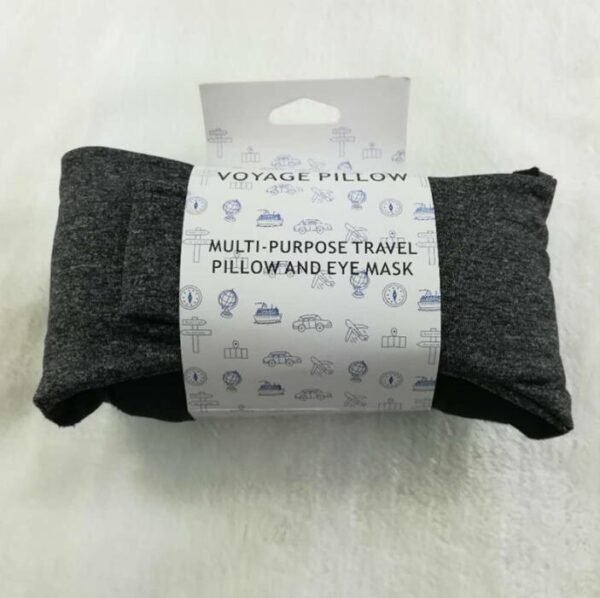 VOYAGE PILLOW
MULTI-PURPOSE TRAVEL
PILLOW AND EYE MASK